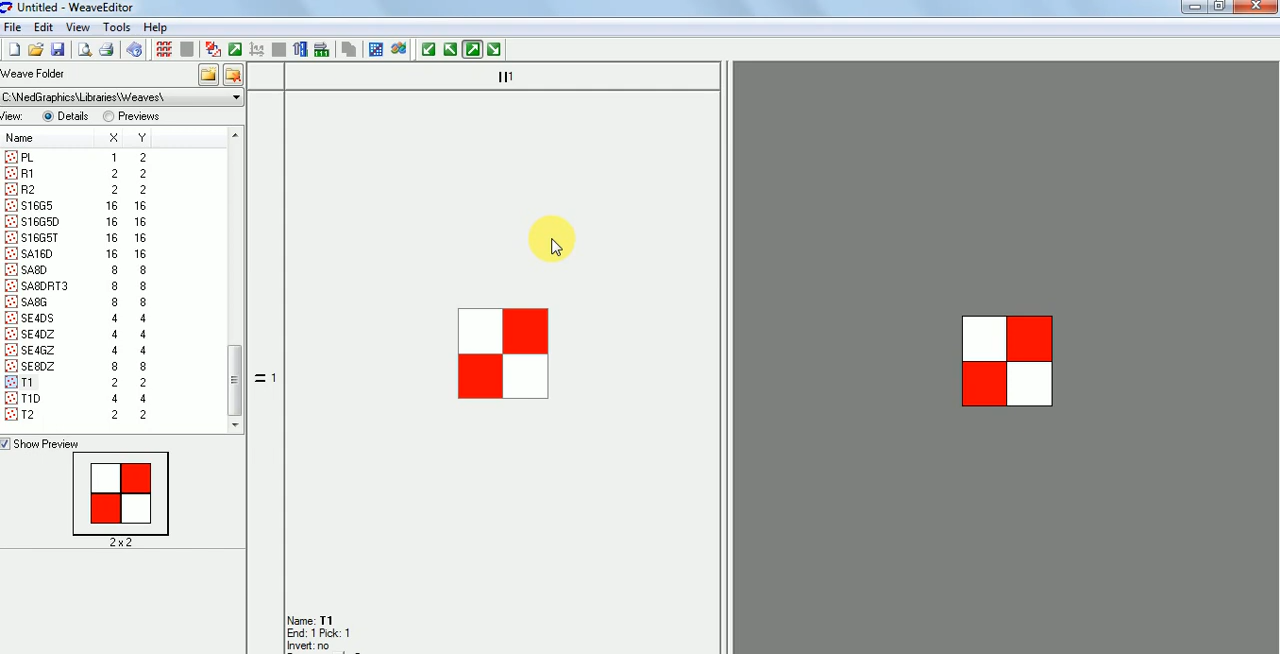 Untitled - WeaveEditor
File Edit View Tools Help
Weave Folder
C:\NedGraphics\Libraries\Weaves\
View: Details Previews
Name X Y
PL 1 2
R1 2 2
R2 2 2
S16G5 16 16
S16G5D 16 16
S16G5T 16 16
SA16D 16 16
SA8D 8 8
SA8DRT3 8 8
SA8G 8 8
SE4DS 4 4
SE4DZ 4 4
SE4GZ 4 4
SE8DZ 8 8
T1 2 2
T1D 4 4
T2 2 2
Show Preview
2 x 2
1
1
Name: T1
End: 1 Pick: 1
Invert: no